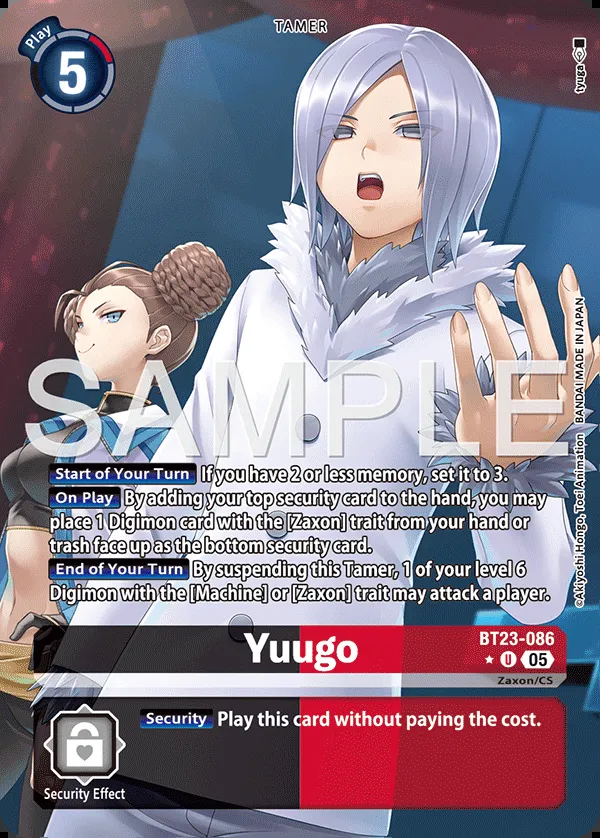 TAMER
Play
5
tyuga
SAMPLE
Start of Your Turn If you have 2 or less memory, set it to 3.
On Play By adding your top security card to the hand, you may
place 1 Digimon card with the [Zaxon] trait from your hand or
trash face up as the bottom security card.
End of Your Turn By suspending this Tamer, 1 of your level 6
Digimon with the [Machine] or [Zaxon] trait may attack a player.
©Akiyoshi Hongo, Toei Animation BANDAI MADE IN JAPAN
Yuugo
BT23-086
U 05
Zaxon/CS
Security Play this card without paying the cost.
Security Effect